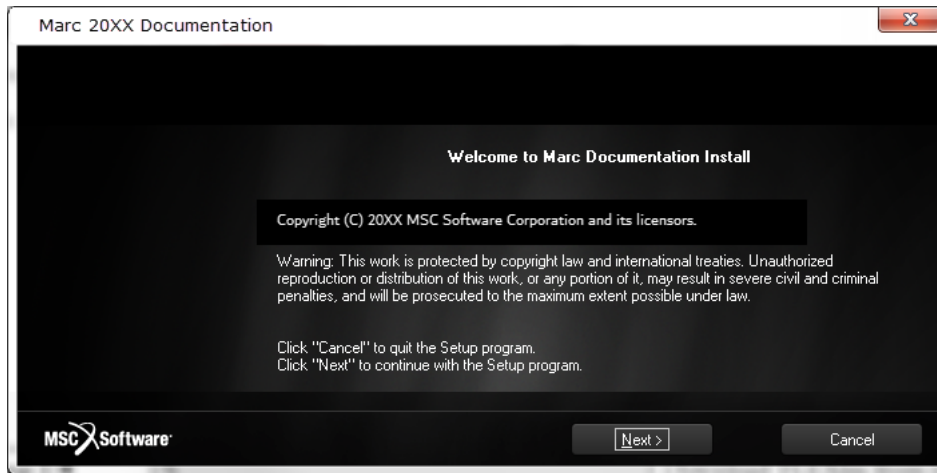 Marc 20XX Documentation
Welcome to Marc Documentation Install
Copyright (C) 20XX MSC Software Corporation and its licensors.
Warning: This work is protected by copyright law and international treaties. Unauthorized
reproduction or distribution of this work, or any portion of it, may result in severe civil and criminal
penalties, and will be prosecuted to the maximum extent possible under law.
Click "Cancel" to quit the Setup program.
Click "Next" to continue with the Setup program.
MSC Software
Next >
Cancel